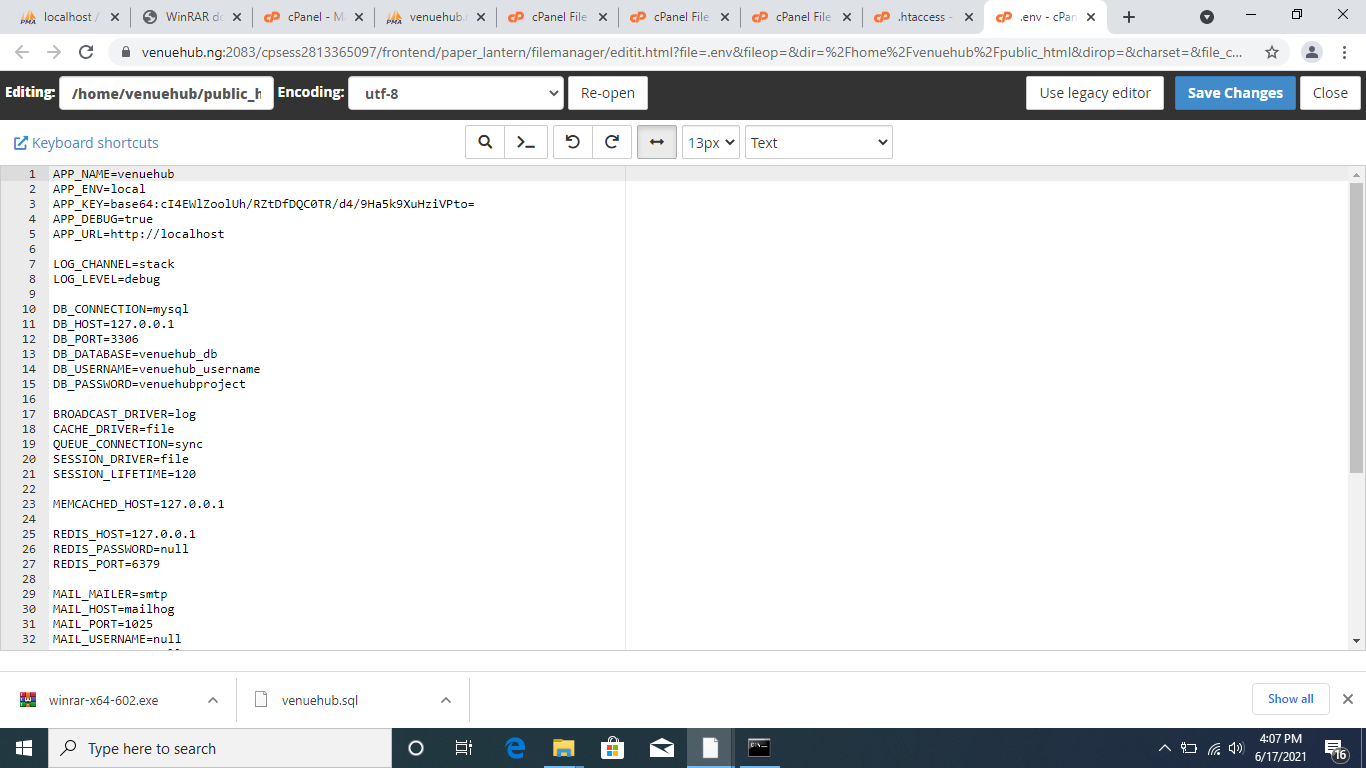 localhost /
WinRAR do
cPanel - M
venuehub.
cPanel File
cPanel File
cPanel File
.htaccess -
.env - cPan
venuehub.ng:2083/cpsess2813365097/frontend/paper_lantern/filemanager/editit.html?file=.env&fileop=&dir=%2Fhome%2Fvenuehub%2Fpublic_html&dirop=&charset=&file_c...
Editing: /home/venuehub/public_h Encoding: utf-8 Re-open Use legacy editor Save Changes Close
Keyboard shortcuts 13px Text
1 APP_NAME=venuehub
2 APP_ENV=local
3 APP_KEY=base64:cI4EWlZoolUh/RZtDfDQC0TR/d4/9Ha5k9XuHziVPto=
4 APP_DEBUG=true
5 APP_URL=http://localhost
6
7 LOG_CHANNEL=stack
8 LOG_LEVEL=debug
9
10 DB_CONNECTION=mysql
11 DB_HOST=127.0.0.1
12 DB_PORT=3306
13 DB_DATABASE=venuehub_db
14 DB_USERNAME=venuehub_username
15 DB_PASSWORD=venuehubproject
16
17 BROADCAST_DRIVER=log
18 CACHE_DRIVER=file
19 QUEUE_CONNECTION=sync
20 SESSION_DRIVER=file
21 SESSION_LIFETIME=120
22
23 MEMCACHED_HOST=127.0.0.1
24
25 REDIS_HOST=127.0.0.1
26 REDIS_PASSWORD=null
27 REDIS_PORT=6379
28
29 MAIL_MAILER=smtp
30 MAIL_HOST=mailhog
31 MAIL_PORT=1025
32 MAIL_USERNAME=null
winrar-x64-602.exe
venuehub.sql
Show all
Type here to search
4:07 PM
6/17/2021
16